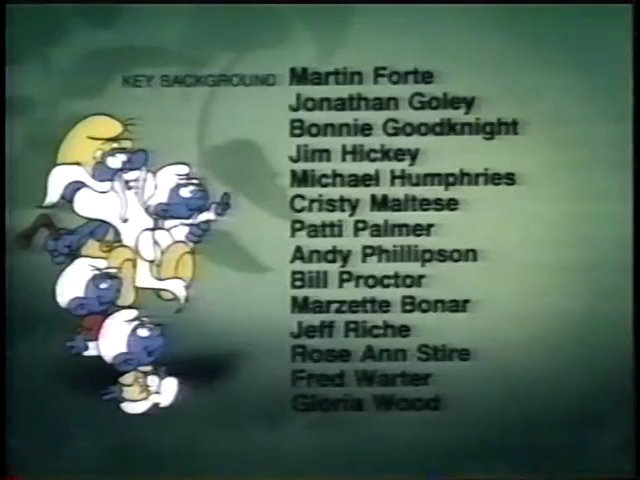 KEY BACKGROUND Martin Forte
Jonathan Goley
Bonnie Goodknight
Jim Hickey
Michael Humphries
Cristy Maltese
Patti Palmer
Andy Phillipson
Bill Proctor
Marzette Bonar
Jeff Riche
Rose Ann Stire
Fred Warter
Gloria Wood